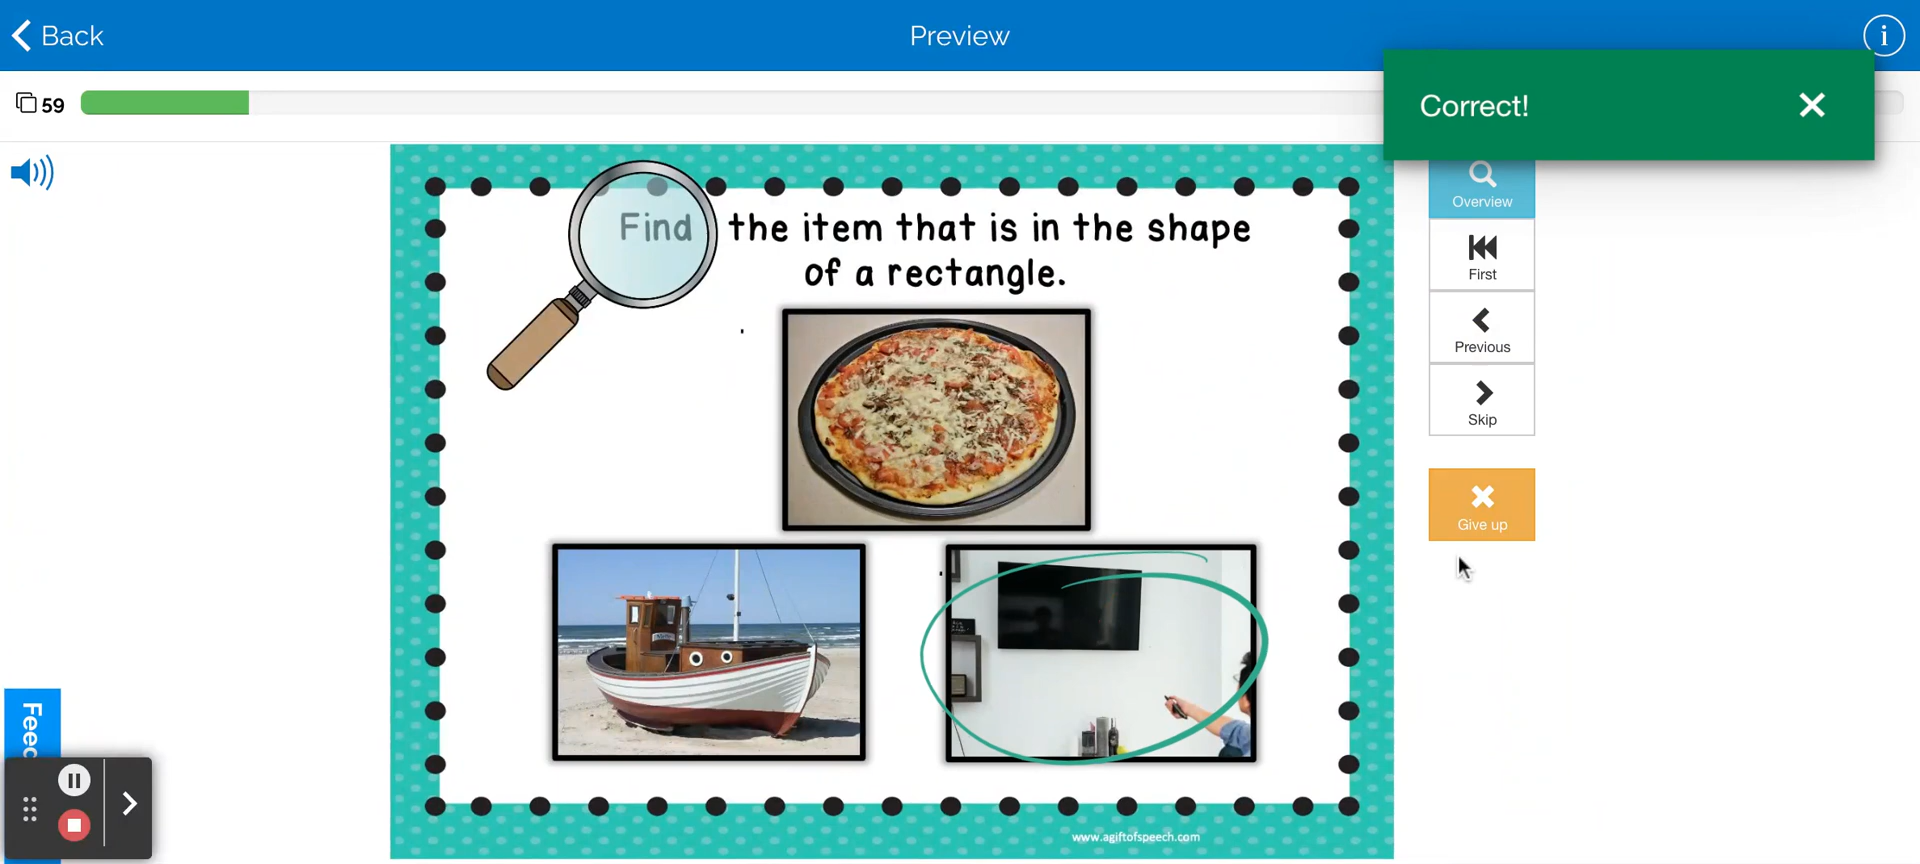 Back
Preview
i
59
Correct!
Overview
First
Previous
Skip
Give up
Find the item that is in the shape
of a rectangle.
Feec
www.agiftofspeech.com